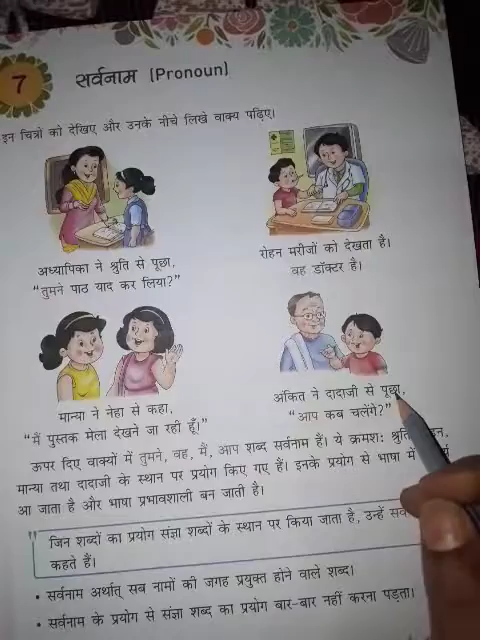 7
सर्वनाम (Pronoun)
इन चित्रों को देखिए और उनके नीचे लिखे वाक्य पढ़िए।
अध्यापिका ने श्रुति से पूछा,
“तुमने पाठ याद कर लिया?”
रोहन मरीजों को देखता है।
वह डॉक्टर है।
मान्या ने नेहा से कहा,
“मैं पुस्तक मेला देखने जा रही हूँ।”
अंकित ने दादाजी से पूछा,
“आप कब चलेंगे?”
ऊपर दिए वाक्यों में तुमने, वह, मैं, आप शब्द सर्वनाम हैं। ये क्रमशः श्रुति
मान्या तथा दादाजी के स्थान पर प्रयोग किए गए हैं। इनके प्रयोग से भाषा में
आ जाता है और भाषा प्रभावशाली बन जाती है।
जिन शब्दों का प्रयोग संज्ञा शब्दों के स्थान पर किया जाता है, उन्हें
कहते हैं।
• सर्वनाम अर्थात् सब नामों की जगह प्रयुक्त होने वाले शब्द।
• सर्वनाम के प्रयोग से संज्ञा शब्द का प्रयोग बार-बार नहीं करना पड़ता।